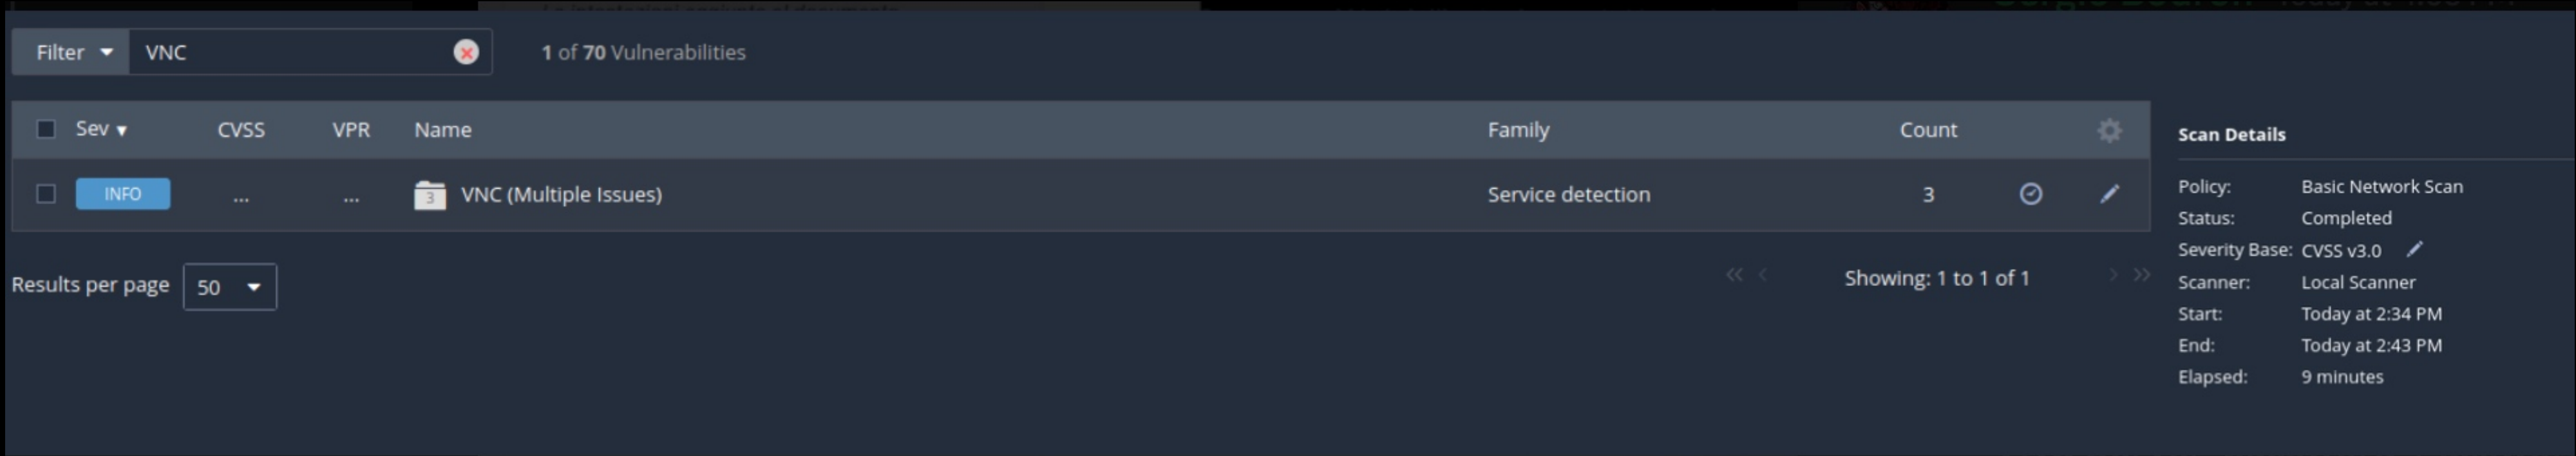 Filter VNC 1 of 70 Vulnerabilities
Sev CVSS VPR Name Family Count
INFO ... ... 3 VNC (Multiple Issues) Service detection 3
Results per page 50 « ‹ Showing: 1 to 1 of 1 › »
Scan Details
Policy: Basic Network Scan
Status: Completed
Severity Base: CVSS v3.0
Scanner: Local Scanner
Start: Today at 2:34 PM
End: Today at 2:43 PM
Elapsed: 9 minutes